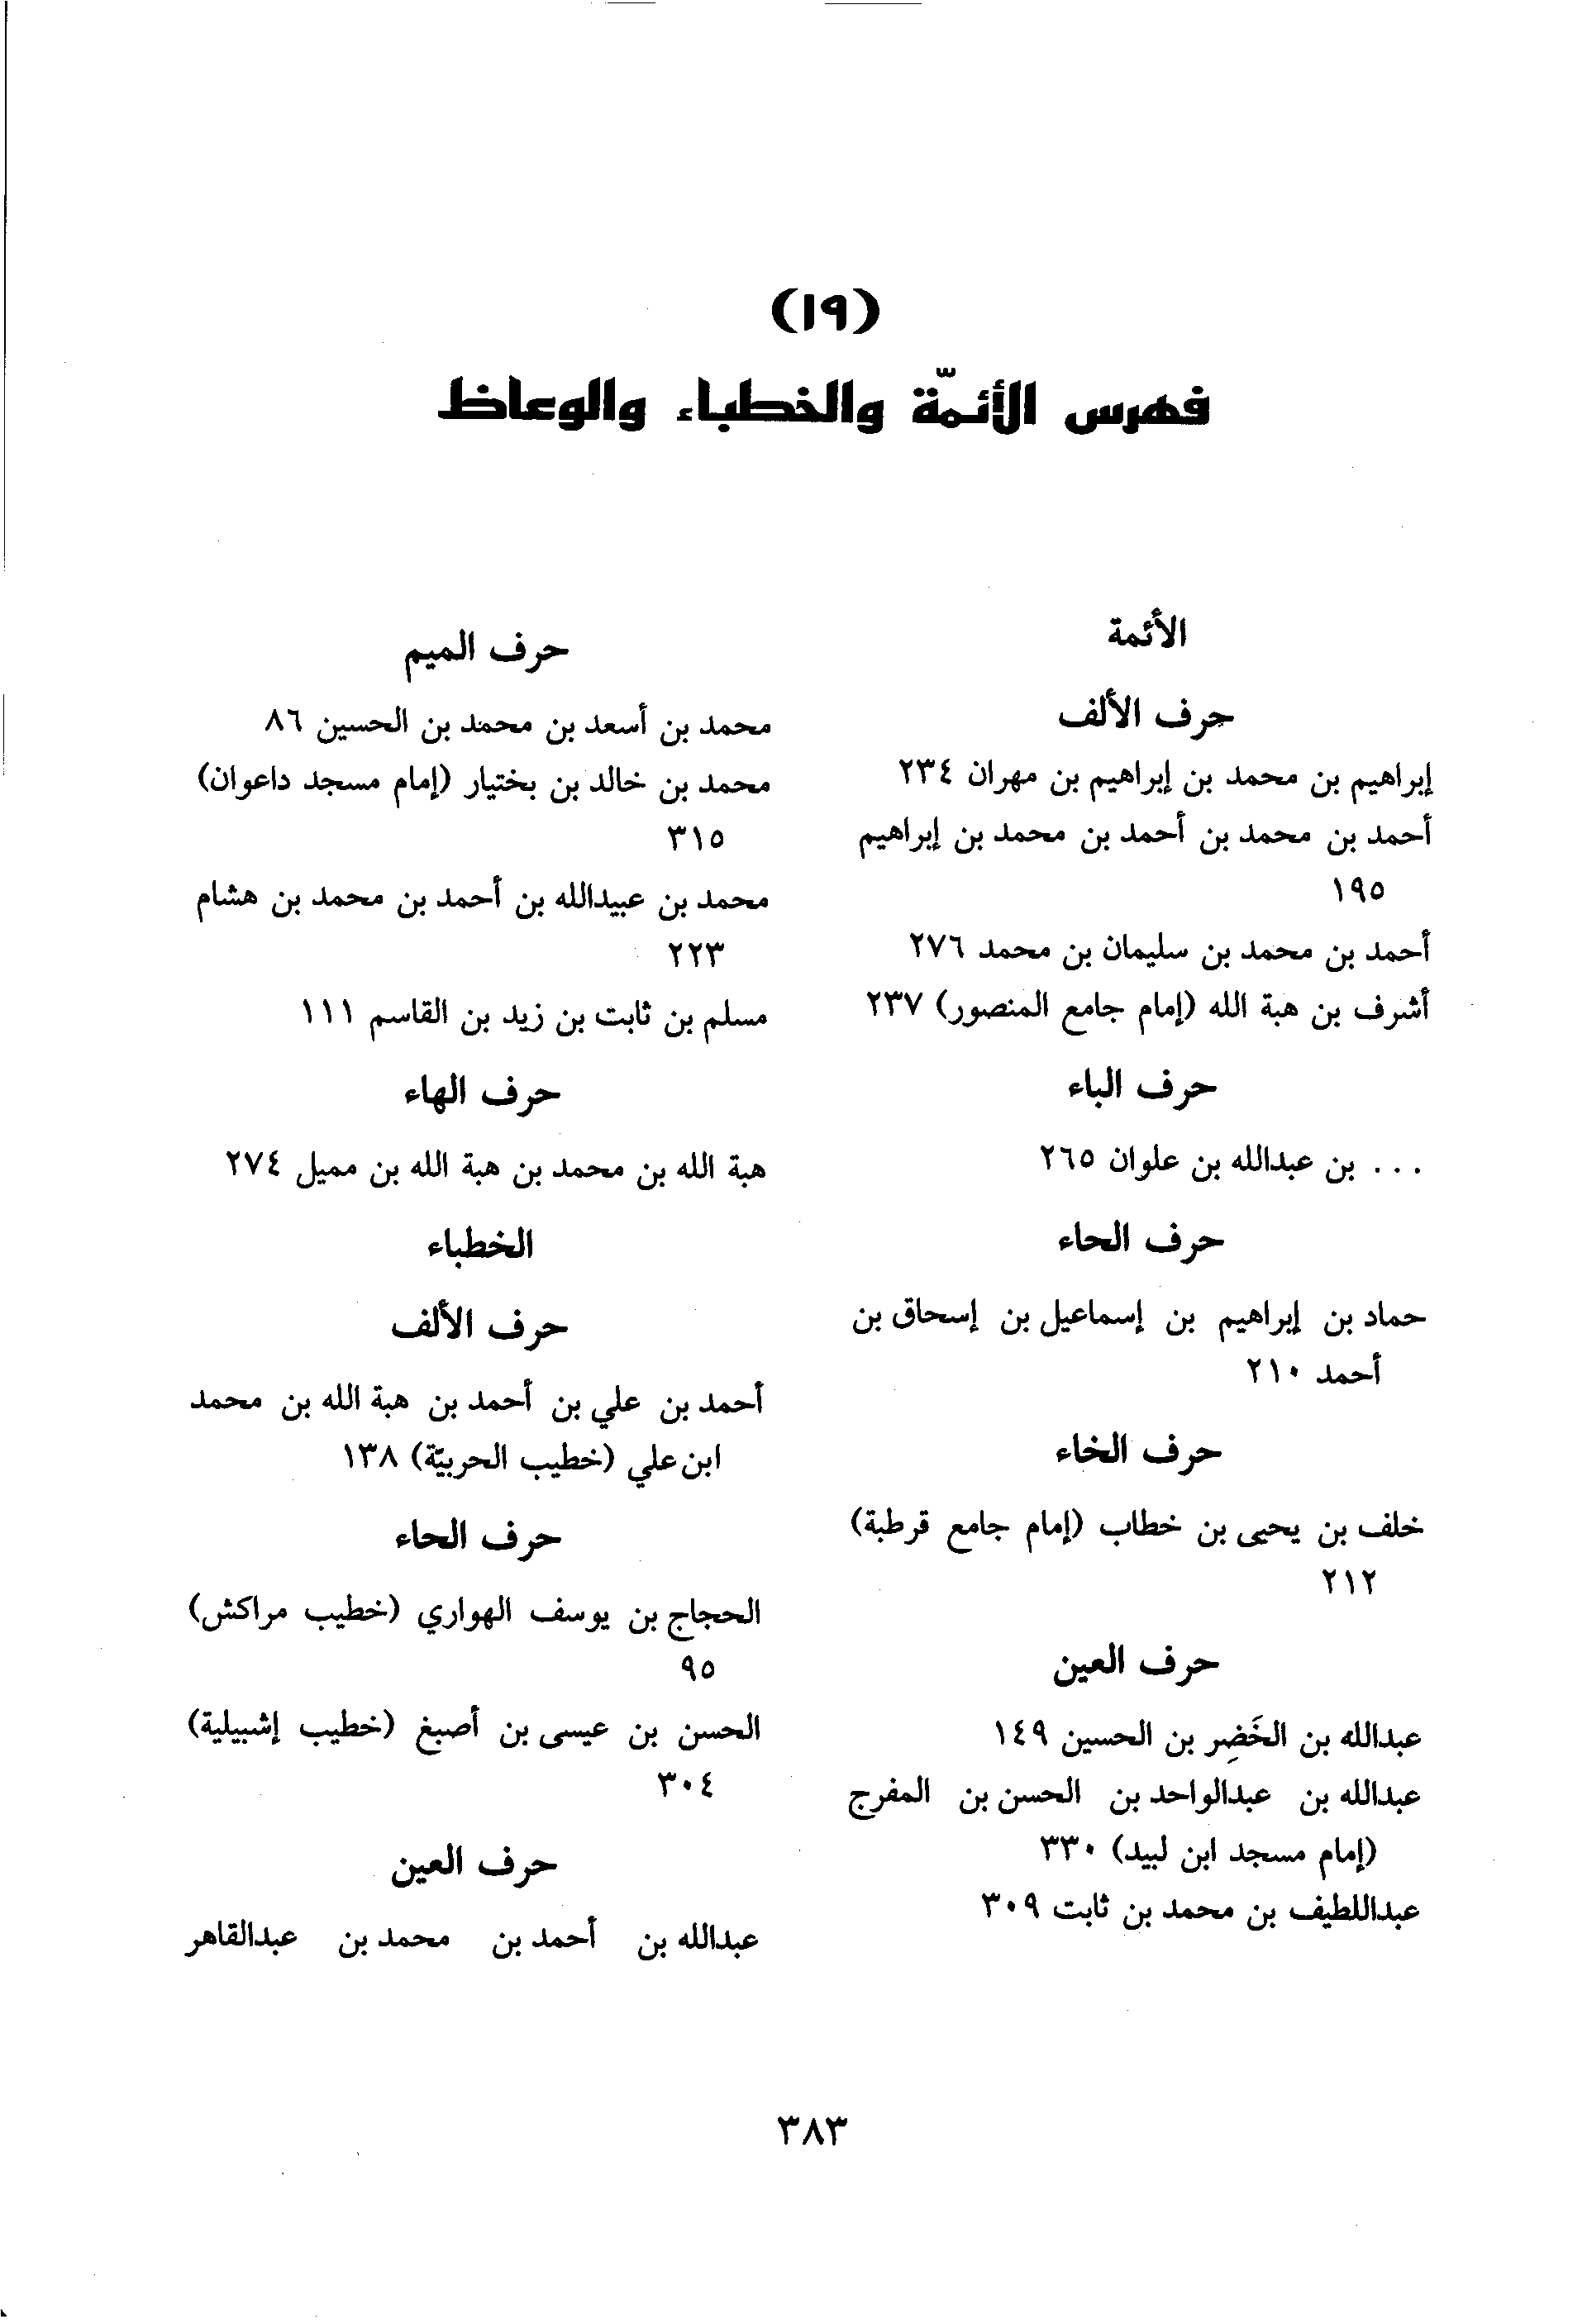 (١٩)
فهرس الأئمّة والخطباء والوعاظ
الأئمة
حرف الألف
إبراهيم بن محمد بن إبراهيم بن مهران ٢٣٤
أحمد بن محمد بن أحمد بن محمد بن إبراهيم
١٩٥
أحمد بن محمد بن سليمان بن محمد ٢٧٦
أشرف بن هبة الله (إمام جامع المنصور) ٢٣٧
حرف الباء
. . . بن عبدالله بن علوان ٢٦٥
حرف الحاء
حماد بن إبراهيم بن إسماعيل بن إسحاق بن
أحمد ٢١٠
حرف الخاء
خلف بن يحيى بن خطاب (إمام جامع قرطبة)
٢١٢
حرف العين
عبدالله بن الخَضِر بن الحسين ١٤٩
عبدالله بن عبدالواحد بن الحسن بن المفرج
(إمام مسجد ابن لبيد) ٣٣٠
عبداللطيف بن محمد بن ثابت ٣٠٩
حرف الميم
محمد بن أسعد بن محمد بن الحسين ٨٦
محمد بن خالد بن بختيار (إمام مسجد داعوان)
٣١٥
محمد بن عبيدالله بن أحمد بن محمد بن هشام
٢٢٣
مسلم بن ثابت بن زيد بن القاسم ١١١
حرف الهاء
هبة الله بن محمد بن هبة الله بن مميل ٢٧٤
الخطباء
حرف الألف
أحمد بن علي بن أحمد بن هبة الله بن محمد
ابن علي (خطيب الحربيّة) ١٣٨
حرف الحاء
الحجاج بن يوسف الهواري (خطيب مراكش)
٩٥
الحسن بن عيسى بن أصبغ (خطيب إشبيلية)
٣٠٤
حرف العين
عبدالله بن أحمد بن محمد بن عبدالقاهر
٣٨٣